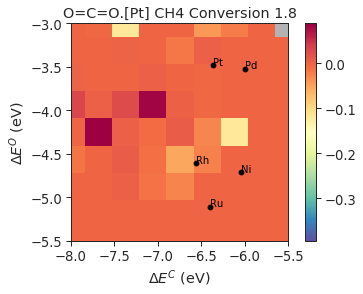 O=C=O.[Pt] CH4 Conversion 1.8
−3.0
−3.5
−4.0
−4.5
−5.0
−5.5
ΔE^O (eV)
Pt
Pd
Rh
Ni
Ru
−8.0 −7.5 −7.0 −6.5 −6.0 −5.5
ΔE^C (eV)
0.0
−0.1
−0.2
−0.3